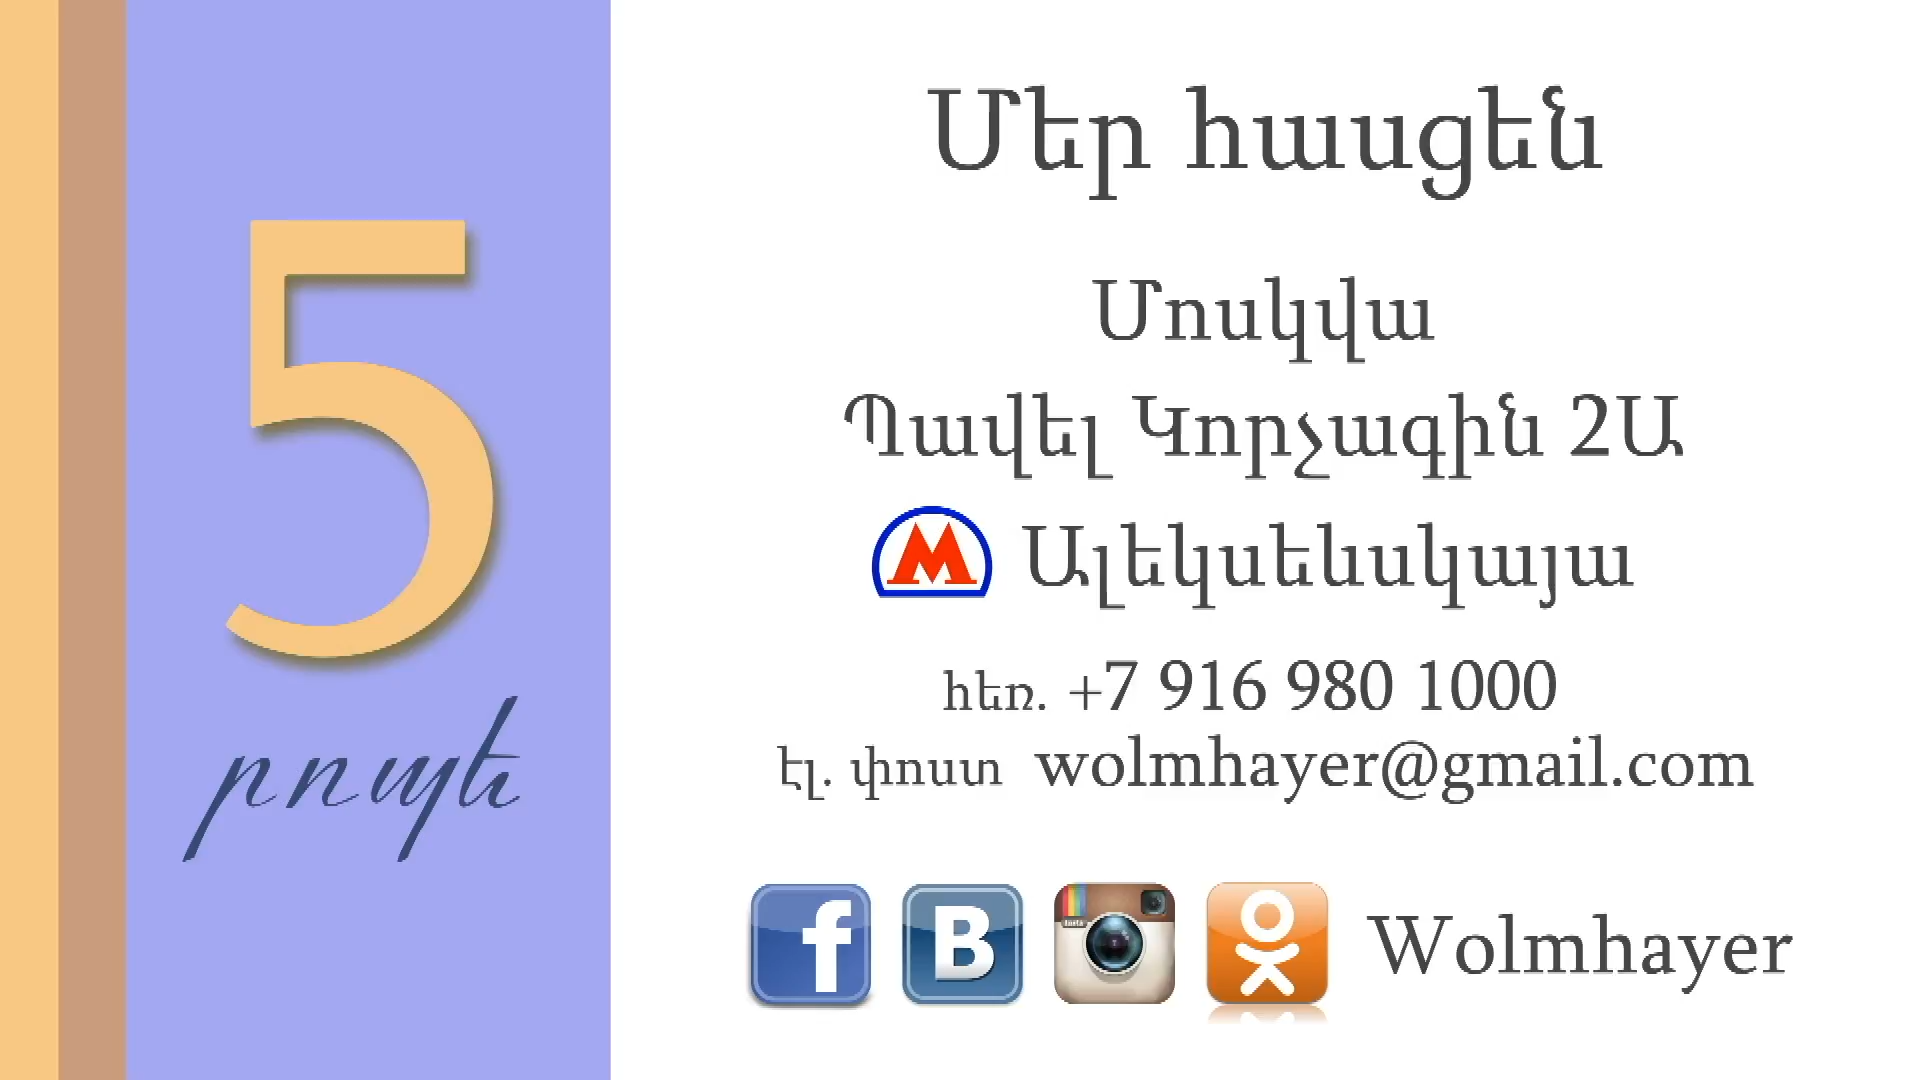 5
րոպե
Մեր հասցեն
Մոսկվա
Պավել Կորչագին 2Ա
М Ալեկսեևսկայա
հեռ. +7 916 980 1000
էլ. փոստ wolmhayer@gmail.com
f B Insta Wolmhayer